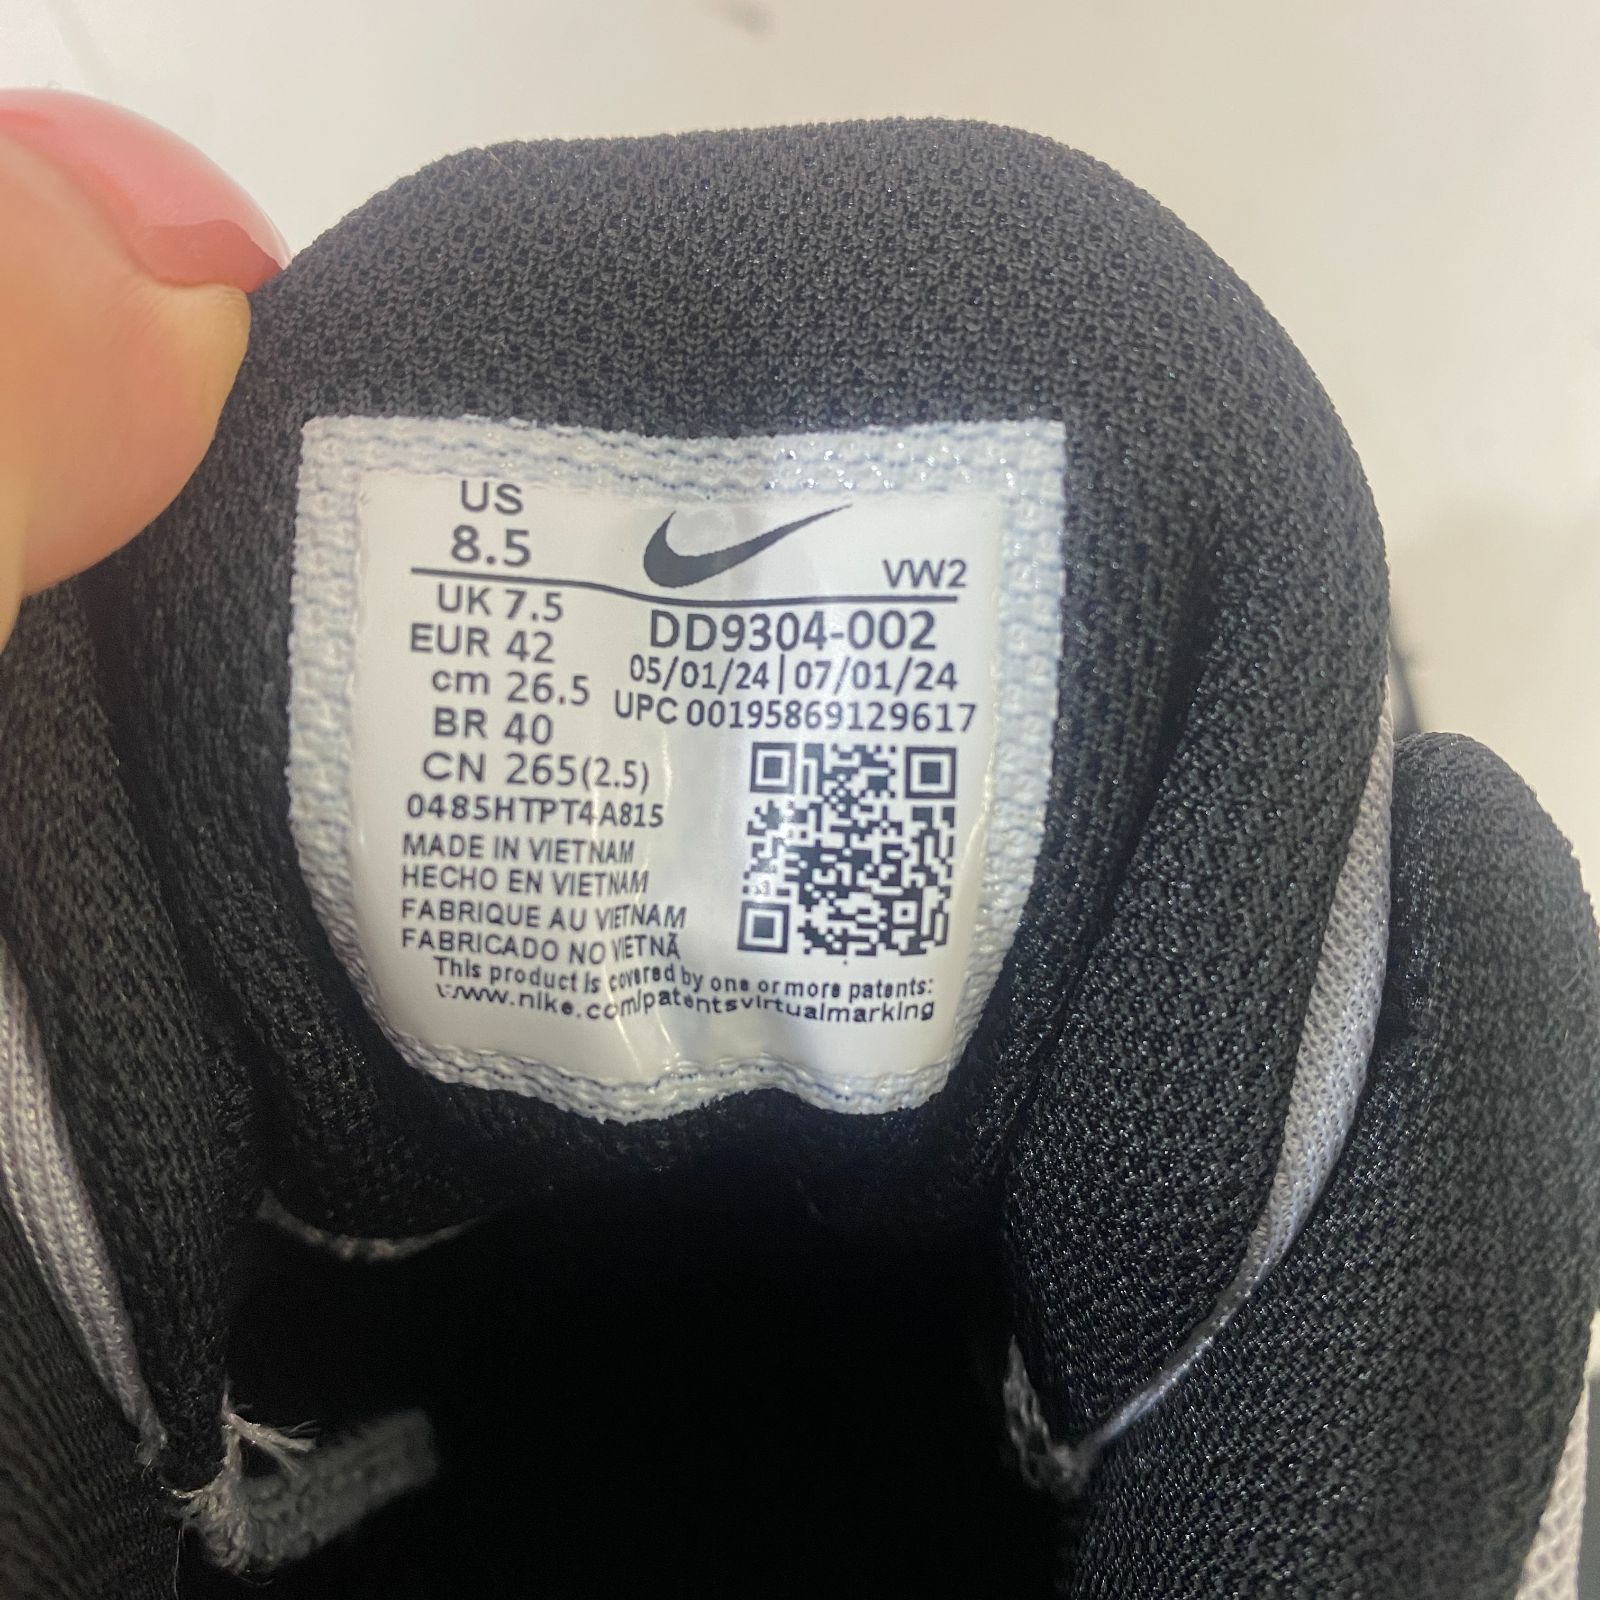 US
8.5
VW2
UK 7.5
EUR 42
cm 26.5
BR 40
CN 265(2.5)
DD9304-002
05/01/24|07/01/24
UPC 00195869129617
0485HTPT4A815
MADE IN VIETNAM
HECHO EN VIETNAM
FABRIQUE AU VIETNAM
FABRICADO NO VIETNÃ
This product is covered by one or more patents:
www.nike.com/patentsvirtualmarking